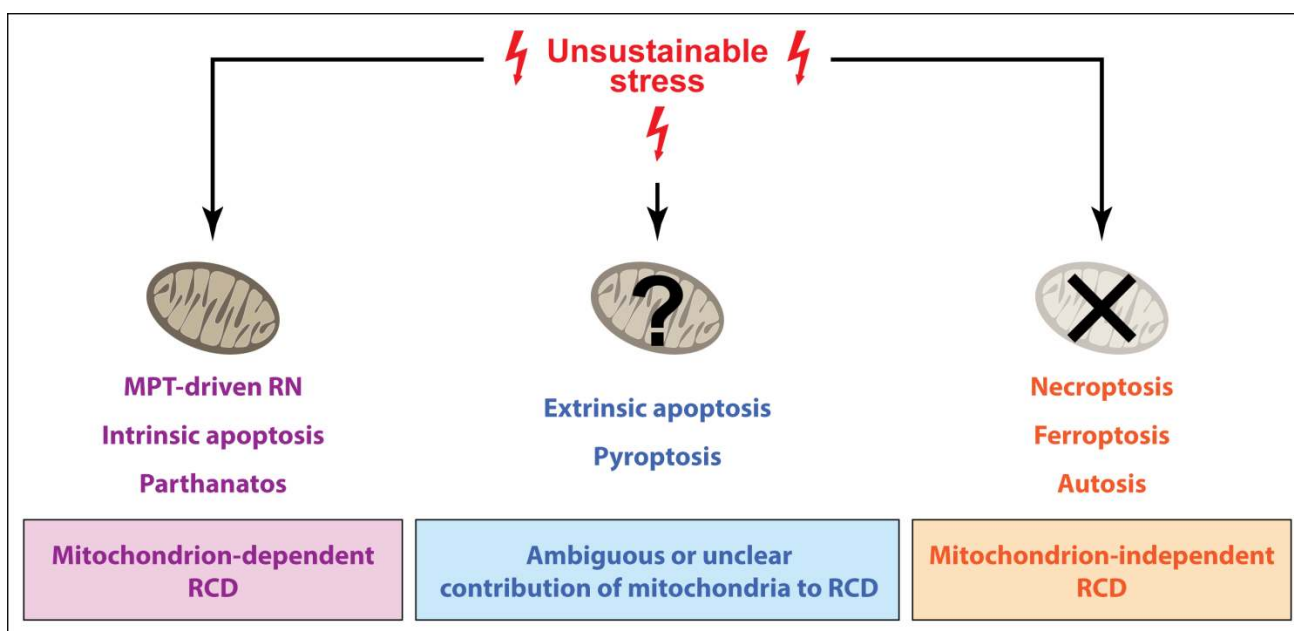 Unsustainable
stress
?
MPT-driven RN
Intrinsic apoptosis
Parthanatos
Extrinsic apoptosis
Pyroptosis
Necroptosis
Ferroptosis
Autosis
Mitochondrion-dependent
RCD
Ambiguous or unclear
contribution of mitochondria to RCD
Mitochondrion-independent
RCD